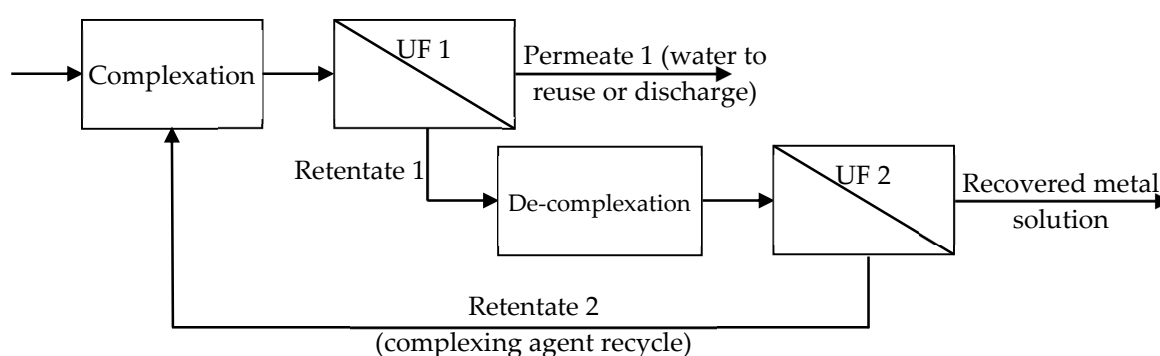 Complexation
UF 1
Permeate 1 (water to
reuse or discharge)
Retentate 1
De-complexation
UF 2
Recovered metal
solution
Retentate 2
(complexing agent recycle)